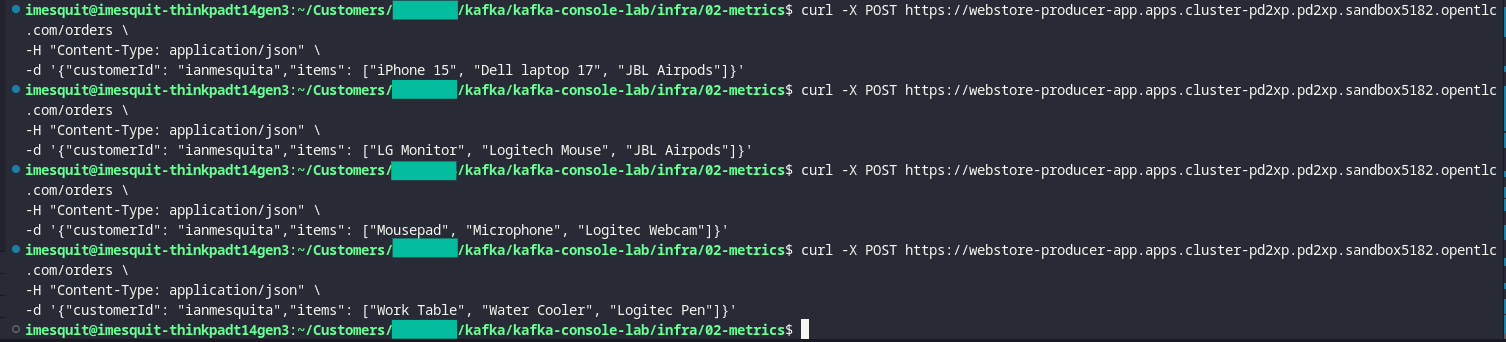 imesquit@imesquit-thinkpadt14gen3:~/Customers/ /kafka/kafka-console-lab/infra/02-metrics$ curl -X POST https://webstore-producer-app.apps.cluster-pd2xp.pd2xp.sandbox5182.opentlc
.com/orders \
-H "Content-Type: application/json" \
-d '{"customerId": "ianmesquita","items": ["iPhone 15", "Dell laptop 17", "JBL Airpods"]}'
imesquit@imesquit-thinkpadt14gen3:~/Customers/ /kafka/kafka-console-lab/infra/02-metrics$ curl -X POST https://webstore-producer-app.apps.cluster-pd2xp.pd2xp.sandbox5182.opentlc
.com/orders \
-H "Content-Type: application/json" \
-d '{"customerId": "ianmesquita","items": ["LG Monitor", "Logitech Mouse", "JBL Airpods"]}'
imesquit@imesquit-thinkpadt14gen3:~/Customers/ /kafka/kafka-console-lab/infra/02-metrics$ curl -X POST https://webstore-producer-app.apps.cluster-pd2xp.pd2xp.sandbox5182.opentlc
.com/orders \
-H "Content-Type: application/json" \
-d '{"customerId": "ianmesquita","items": ["Mousepad", "Microphone", "Logitec Webcam"]}'
imesquit@imesquit-thinkpadt14gen3:~/Customers/ /kafka/kafka-console-lab/infra/02-metrics$ curl -X POST https://webstore-producer-app.apps.cluster-pd2xp.pd2xp.sandbox5182.opentlc
.com/orders \
-H "Content-Type: application/json" \
-d '{"customerId": "ianmesquita","items": ["Work Table", "Water Cooler", "Logitec Pen"]}'
imesquit@imesquit-thinkpadt14gen3:~/Customers/ /kafka/kafka-console-lab/infra/02-metrics$